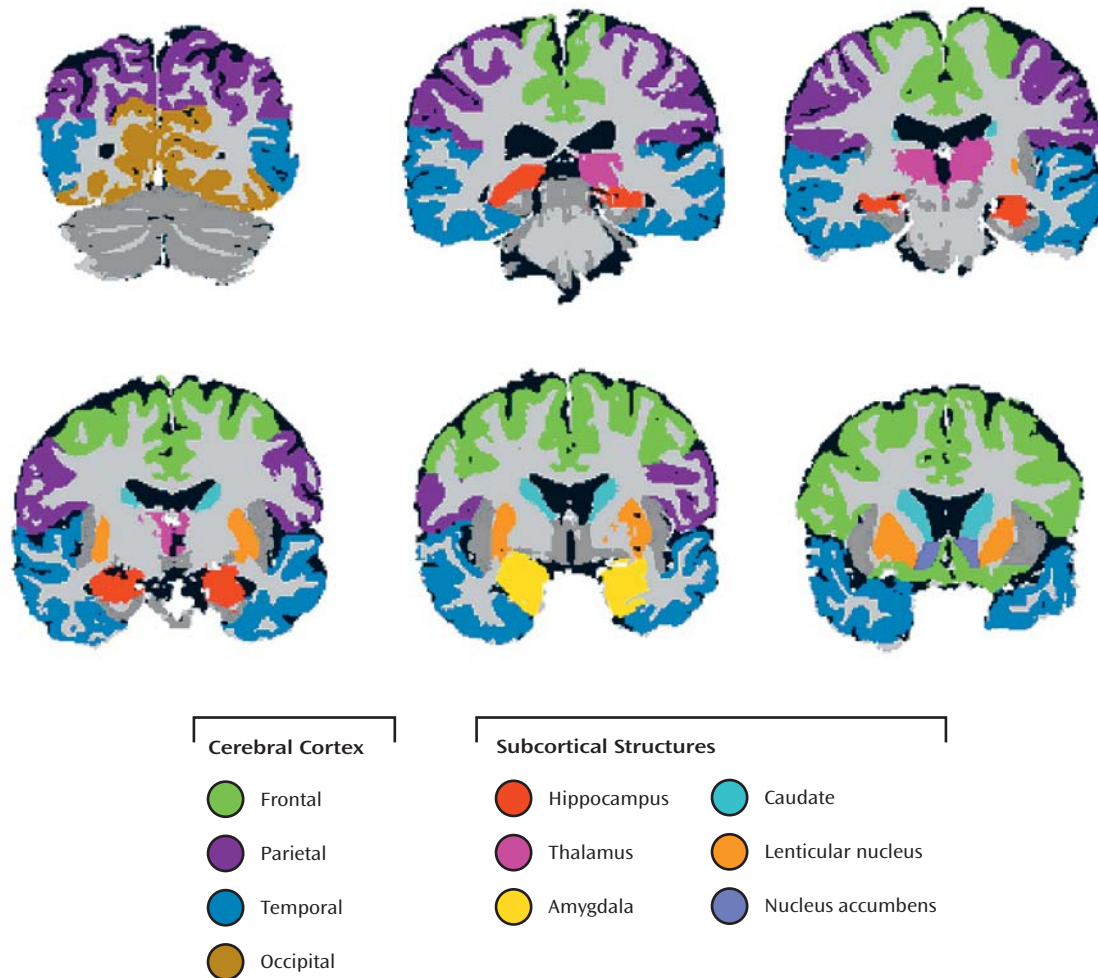 Cerebral Cortex
Frontal
Parietal
Temporal
Occipital
Subcortical Structures
Hippocampus
Thalamus
Amygdala
Caudate
Lenticular nucleus
Nucleus accumbens